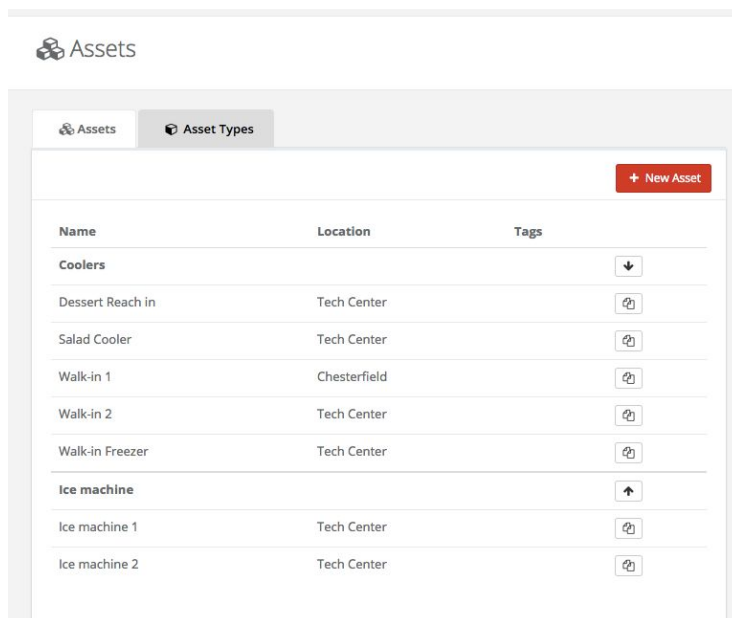 Assets
Assets Asset Types
+ New Asset
Name Location Tags
Coolers
Dessert Reach in Tech Center
Salad Cooler Tech Center
Walk-in 1 Chesterfield
Walk-in 2 Tech Center
Walk-in Freezer Tech Center
Ice machine
Ice machine 1 Tech Center
Ice machine 2 Tech Center